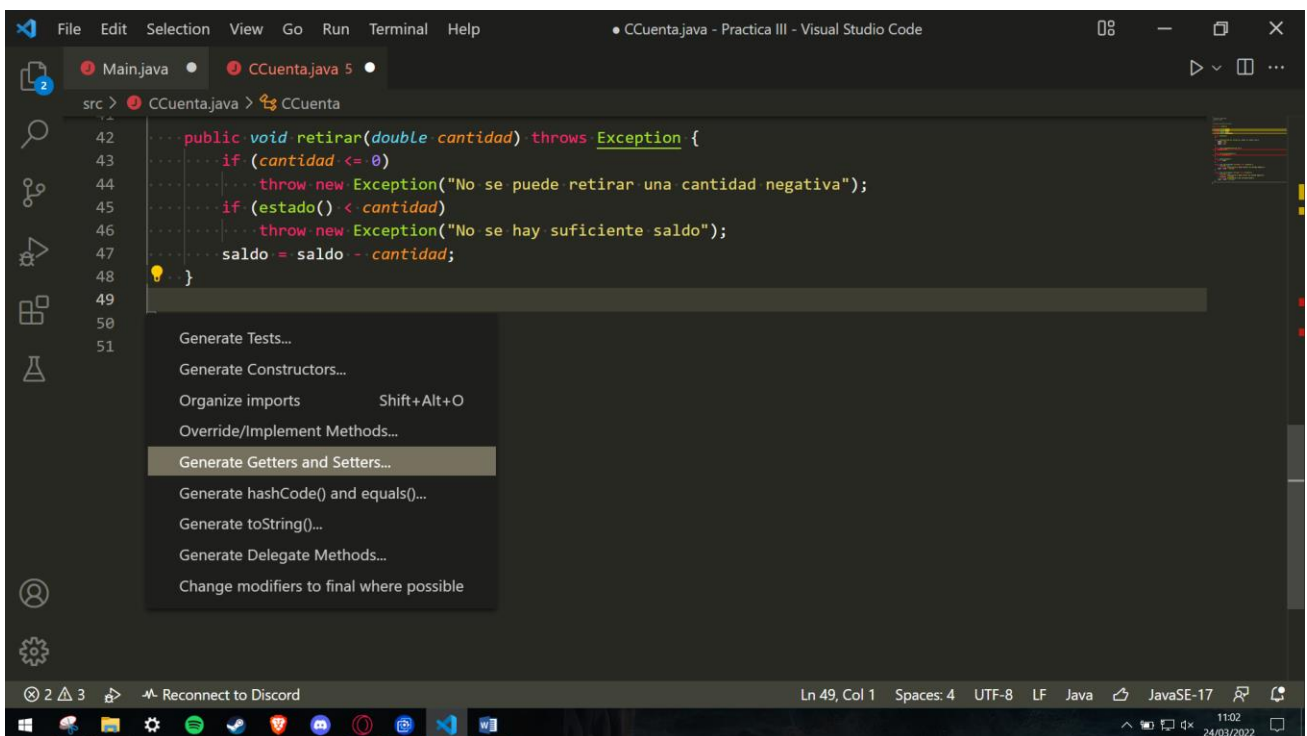 File Edit Selection View Go Run Terminal Help ● CCuenta.java - Practica III - Visual Studio Code
Main.java ● CCuenta.java 5 ●
2
src > CCuenta.java > CCuenta
42 public void retirar(double cantidad) throws Exception {
43 if (cantidad <= 0)
44 throw new Exception("No se puede retirar una cantidad negativa");
45 if (estado() < cantidad)
46 throw new Exception("No se hay suficiente saldo");
47 saldo = saldo - cantidad;
48 }
49
50
51
Generate Tests...
Generate Constructors...
Organize imports Shift+Alt+O
Override/Implement Methods...
Generate Getters and Setters...
Generate hashCode() and equals()...
Generate toString()...
Generate Delegate Methods...
Change modifiers to final where possible
2 3 Reconnect to Discord Ln 49, Col 1 Spaces: 4 UTF-8 LF Java JavaSE-17
11:02
24/03/2022